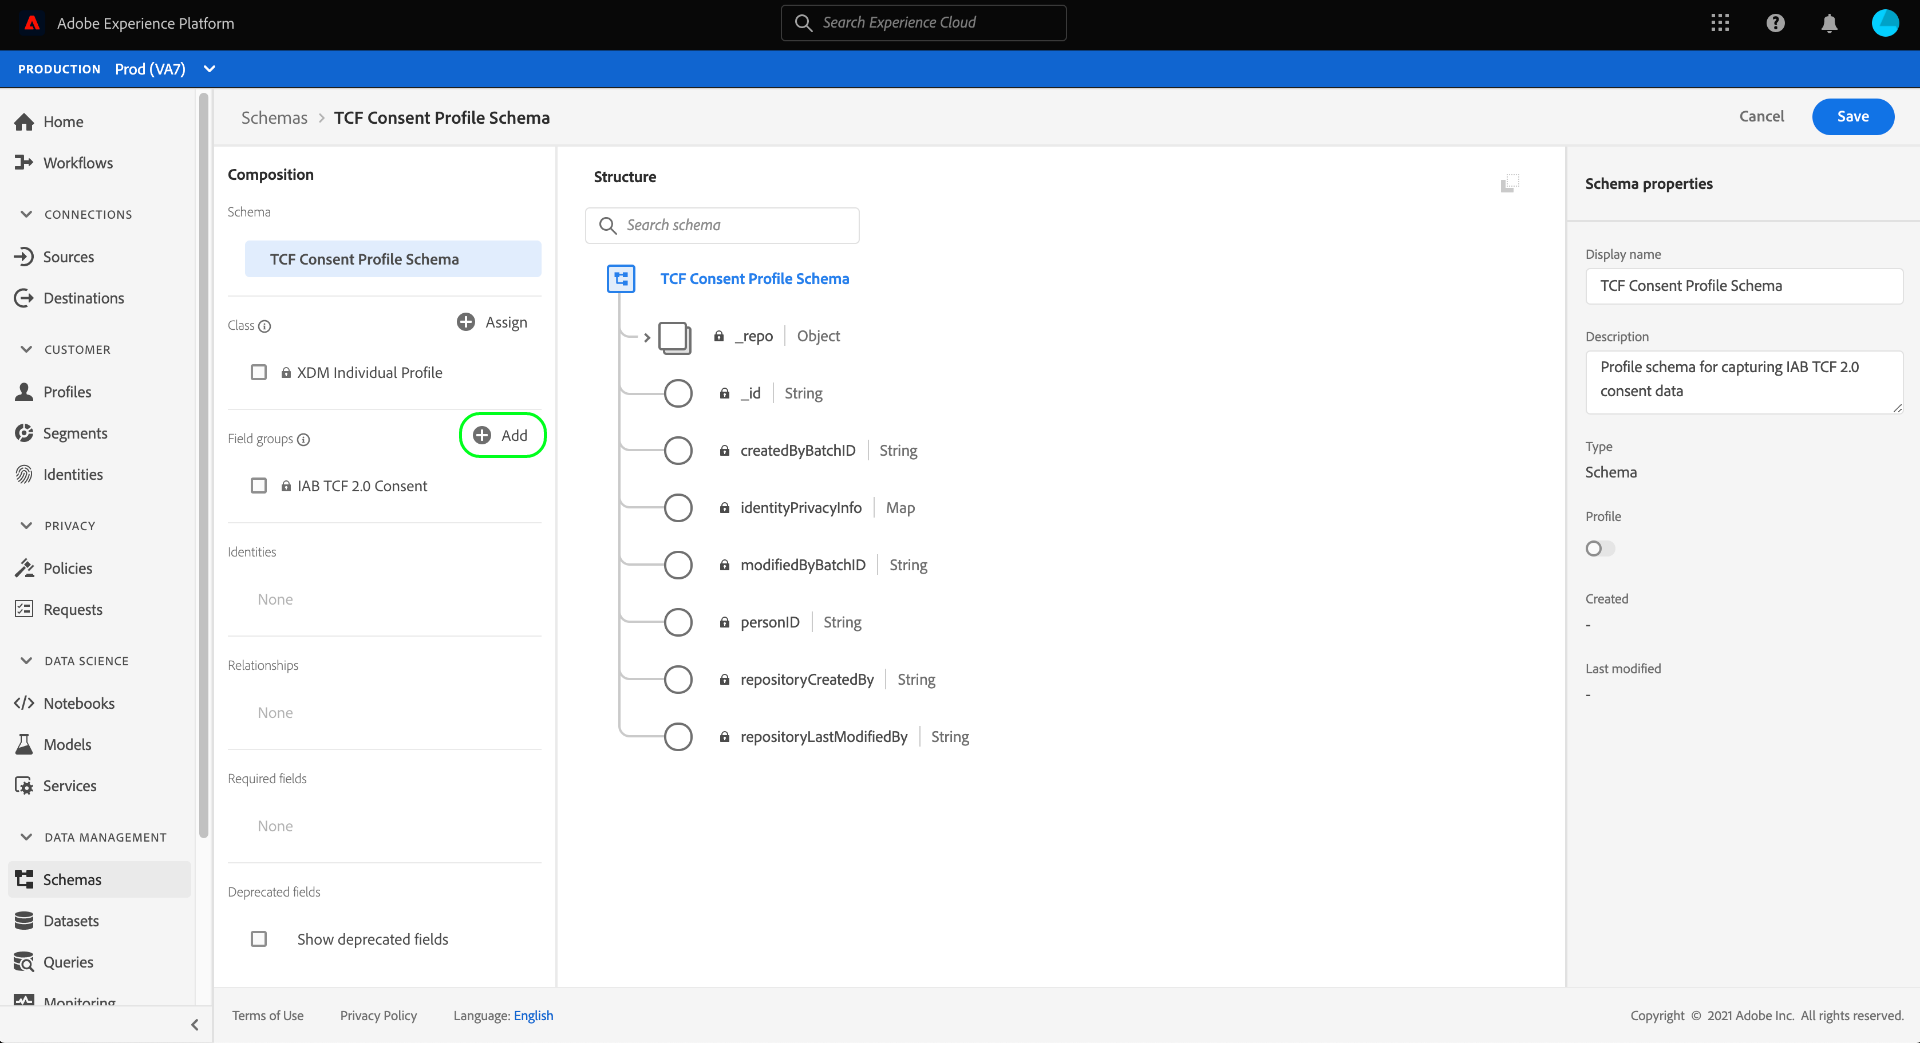 Adobe Experience Platform
Search Experience Cloud
PRODUCTION Prod (VA7)
Home
Workflows
CONNECTIONS
Sources
Destinations
CUSTOMER
Profiles
Segments
Identities
PRIVACY
Policies
Requests
DATA SCIENCE
Notebooks
Models
Services
DATA MANAGEMENT
Schemas
Datasets
Queries
Monitoring
Schemas > TCF Consent Profile Schema
Cancel
Save
Composition
Schema
TCF Consent Profile Schema
Class
Assign
XDM Individual Profile
Field groups
Add
IAB TCF 2.0 Consent
Identities
None
Relationships
None
Required fields
None
Deprecated fields
Show deprecated fields
Structure
Search schema
TCF Consent Profile Schema
_repo | Object
_id | String
createdByBatchID | String
identityPrivacyInfo | Map
modifiedByBatchID | String
personID | String
repositoryCreatedBy | String
repositoryLastModifiedBy | String
Schema properties
Display name
TCF Consent Profile Schema
Description
Profile schema for capturing IAB TCF 2.0
consent data
Type
Schema
Profile
Created
-
Last modified
-
Terms of Use
Privacy Policy
Language: English
Copyright © 2021 Adobe Inc. All rights reserved.